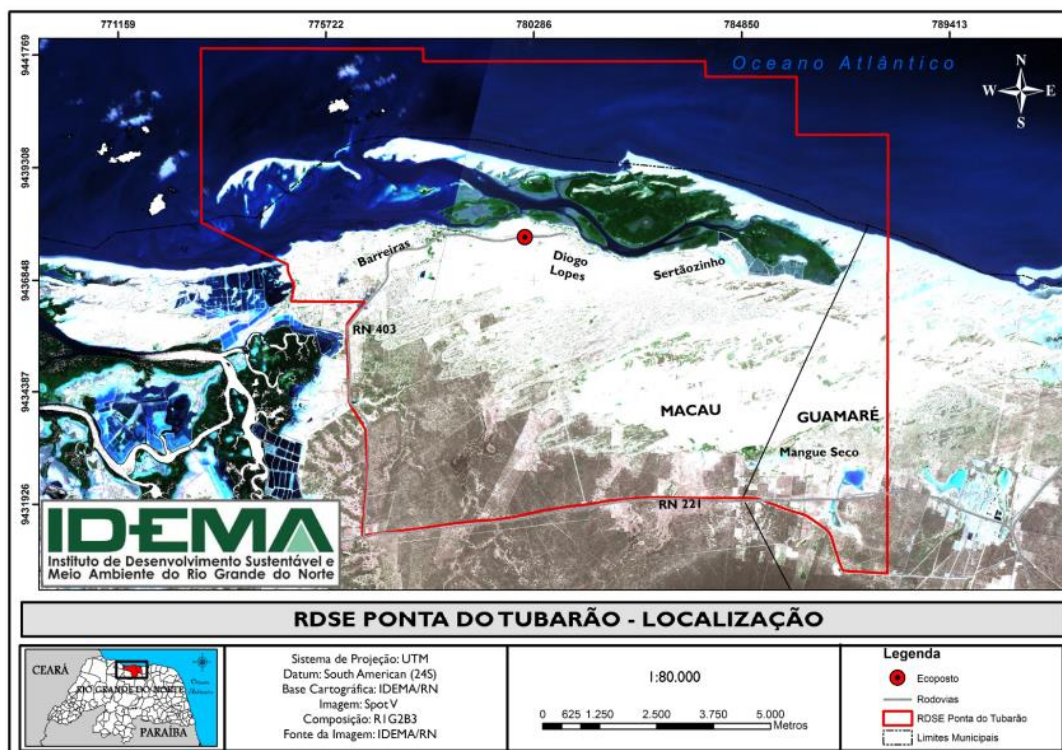 771159 775722 780286 784850 789413
9441769
Oceano Atlântico
N
W E
S
9439308
Barreiras
Diogo
Lopes
Sertãozinho
9436848
RN 403
9434387
MACAU
GUAMARÉ
Mangue Seco
9431926
RN 221
IDEMA
Instituto de Desenvolvimento Sustentável e
Meio Ambiente do Rio Grande do Norte
RDSE PONTA DO TUBARÃO - LOCALIZAÇÃO
CEARÁ
RIO GRANDE DO NORTE
PARAÍBA
Sistema de Projeção: UTM
Datum: South American (24S)
Base Cartográfica: IDEMA/RN
Imagem: Spot V
Composição: R1G2B3
Fonte da Imagem: IDEMA/RN
1:80.000
0 625 1.250 2.500 3.750 5.000
Metros
Legenda
Ecoposto
Rodovias
RDSE Ponta do Tubarão
Limites Municipais